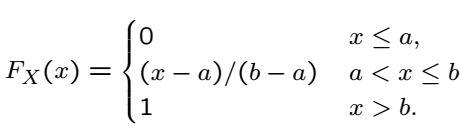 F_X(x) = { 0    x ≤ a,
(x − a)/(b − a)    a < x ≤ b
1    x > b.